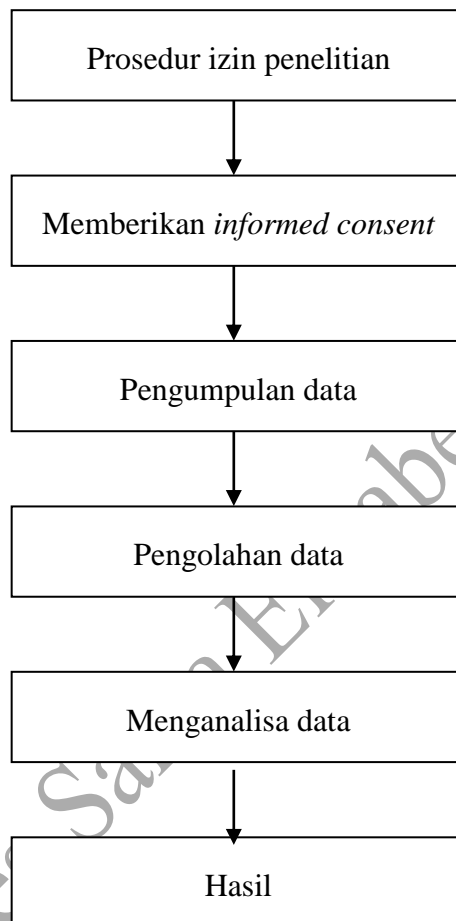 Prosedur izin penelitian
Memberikan informed consent
Pengumpulan data
Pengolahan data
Menganalisa data
Hasil